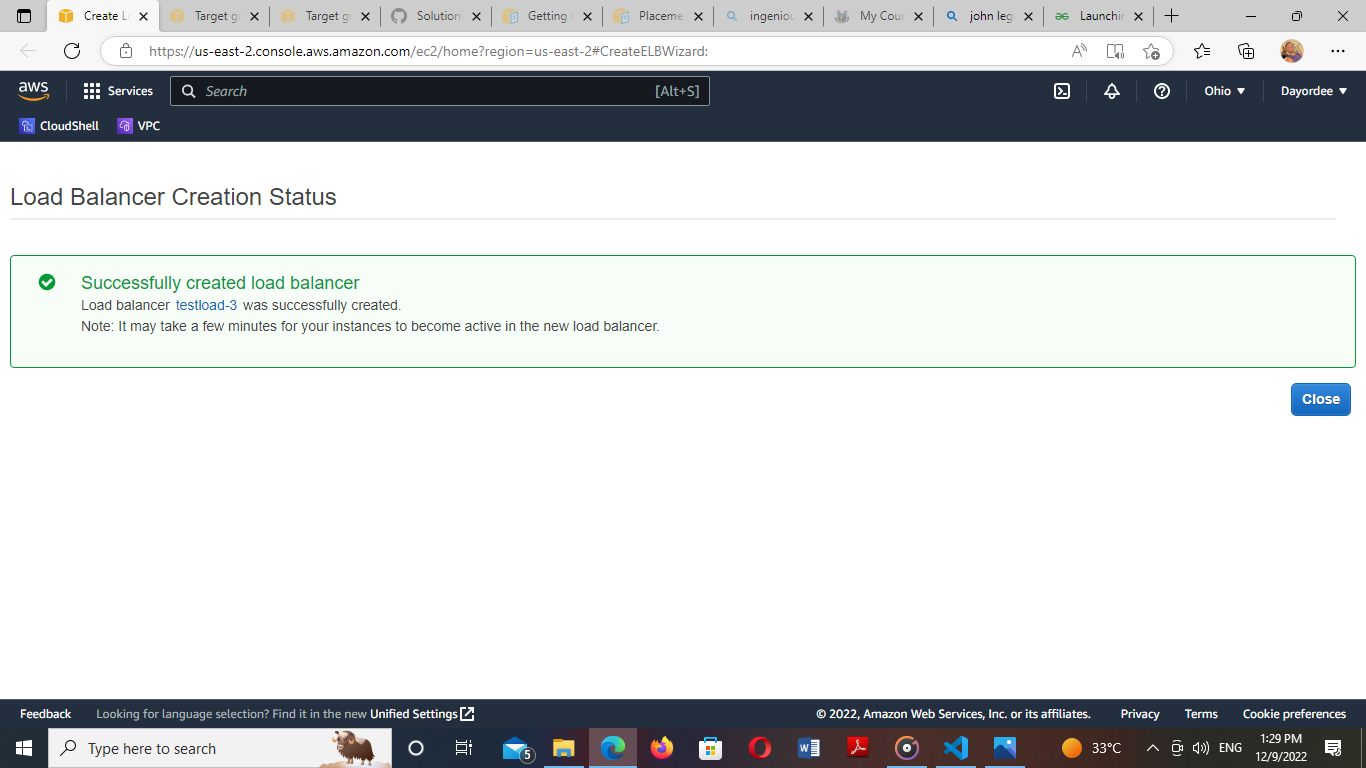 Create Lo
Target gr
Target gr
Solution
Getting s
Placeme
ingeniou
My Cour
john leg
Launchin
https://us-east-2.console.aws.amazon.com/ec2/home?region=us-east-2#CreateELBWizard:
aws
Services
Search
[Alt+S]
Ohio
Dayordee
CloudShell
VPC
Load Balancer Creation Status
Successfully created load balancer
Load balancer testload-3 was successfully created.
Note: It may take a few minutes for your instances to become active in the new load balancer.
Close
Feedback
Looking for language selection? Find it in the new Unified Settings
© 2022, Amazon Web Services, Inc. or its affiliates.
Privacy
Terms
Cookie preferences
Type here to search
5
33°C
ENG
1:29 PM
12/9/2022